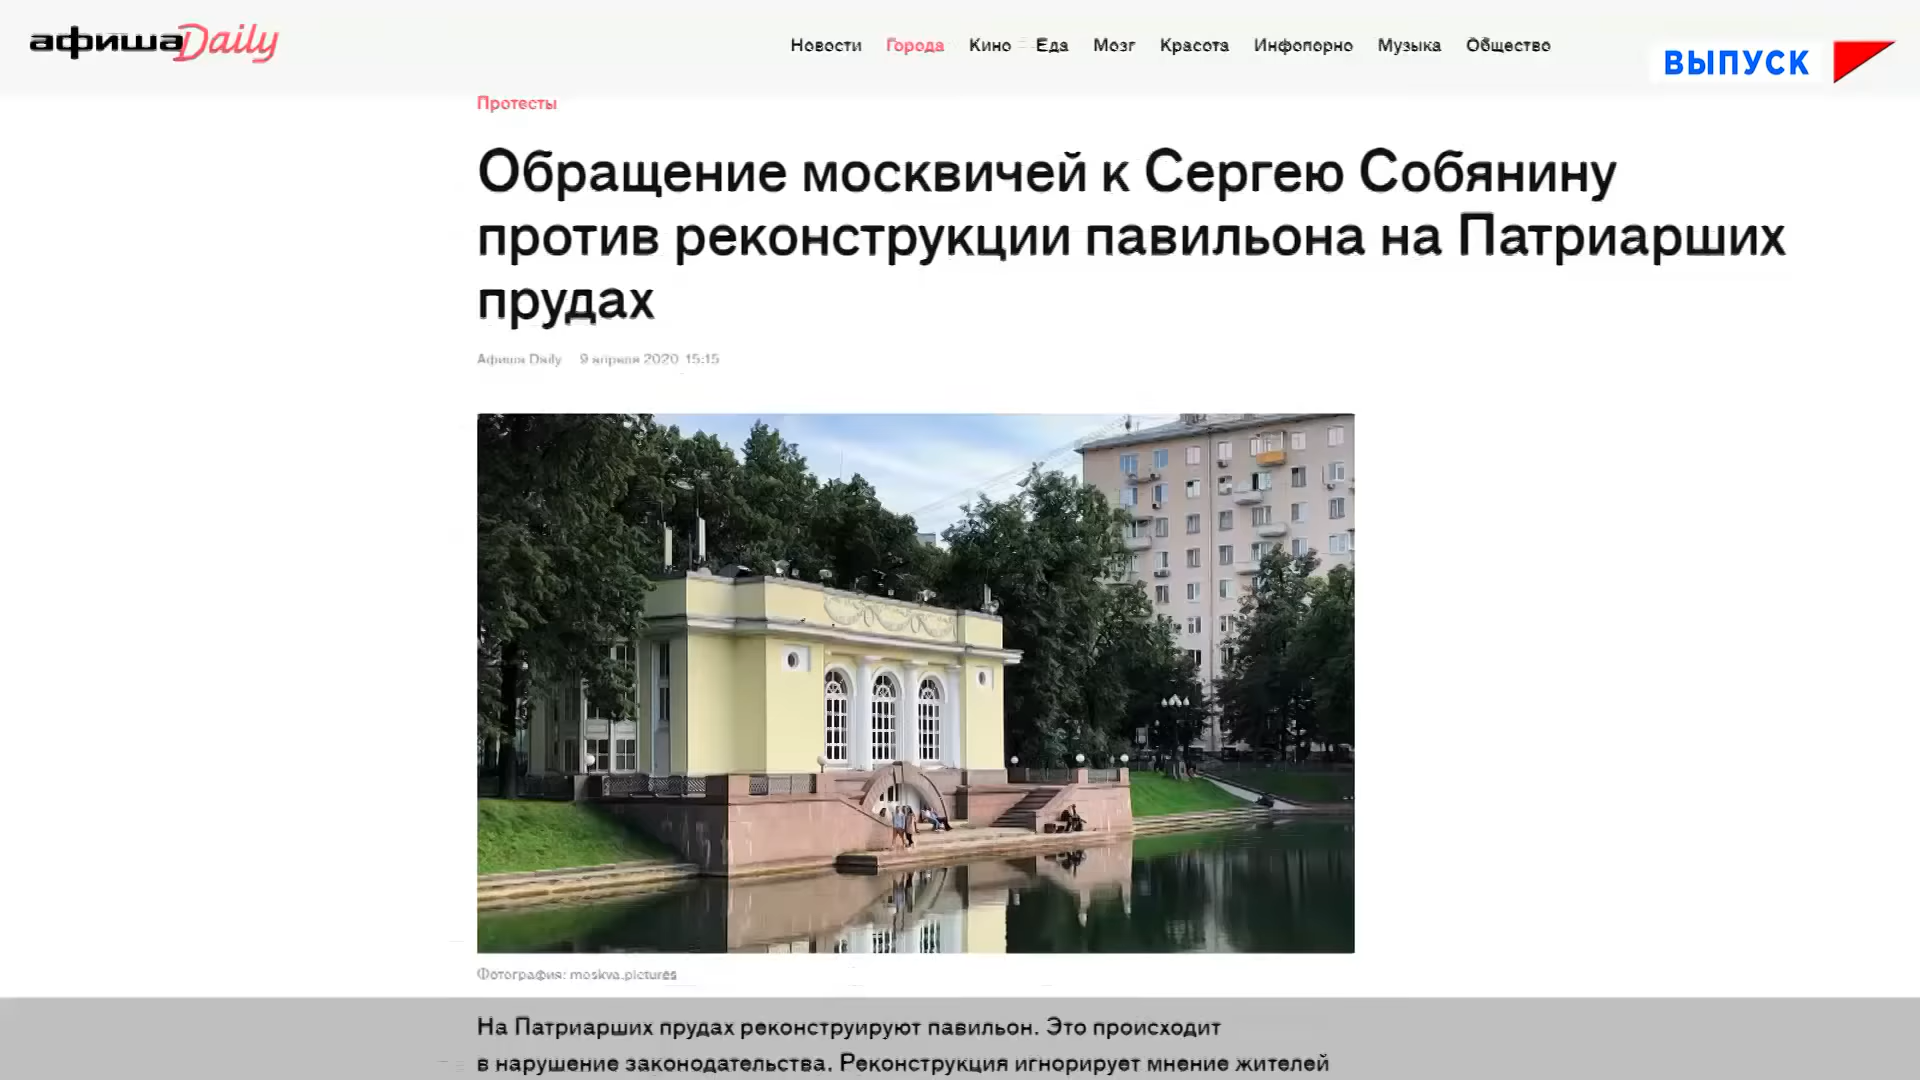 афишаDaily
Новости Города Кино Еда Мозг Красота Инфопорно Музыка Общество
ВЫПУСК
Протесты
Обращение москвичей к Сергею Собянину
против реконструкции павильона на Патриарших
прудах
Афиша Daily 9 апреля 2020 15:15
Фотография: moskva.pictures
На Патриарших прудах реконструируют павильон. Это происходит
в нарушение законодательства. Реконструкция игнорирует мнение жителей